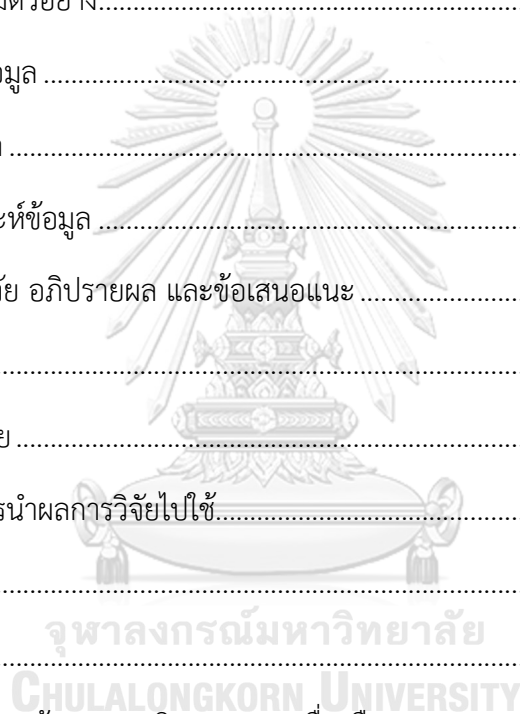 มตัวอย่าง
อมูล
ะห์ข้อมูล
ัย อภิปรายผล และข้อเสนอแนะ
ย
รนำผลการวิจัยไปใช้
จุฬาลงกรณ์มหาวิทยาลัย
CHULALONGKORN UNIVERSITY